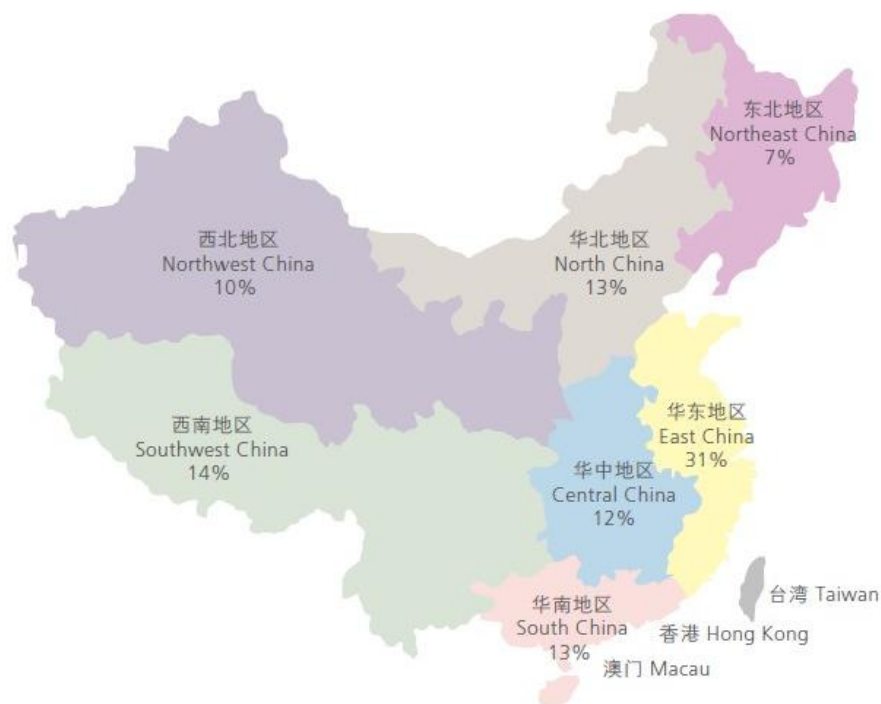 东北地区
Northeast China
7%
西北地区
Northwest China
10%
华北地区
North China
13%
西南地区
Southwest China
14%
华东地区
East China
31%
华中地区
Central China
12%
台湾 Taiwan
华南地区
South China
13%
香港 Hong Kong
澳门 Macau